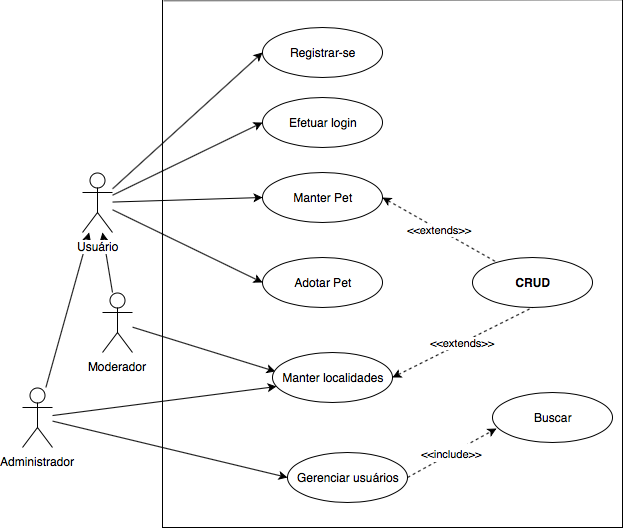 Registrar-se
Efetuar login
Manter Pet
<<extends>>
Usuário
Adotar Pet
CRUD
<<extends>>
Moderador
Manter localidades
Buscar
<<include>>
Administrador
Gerenciar usuários